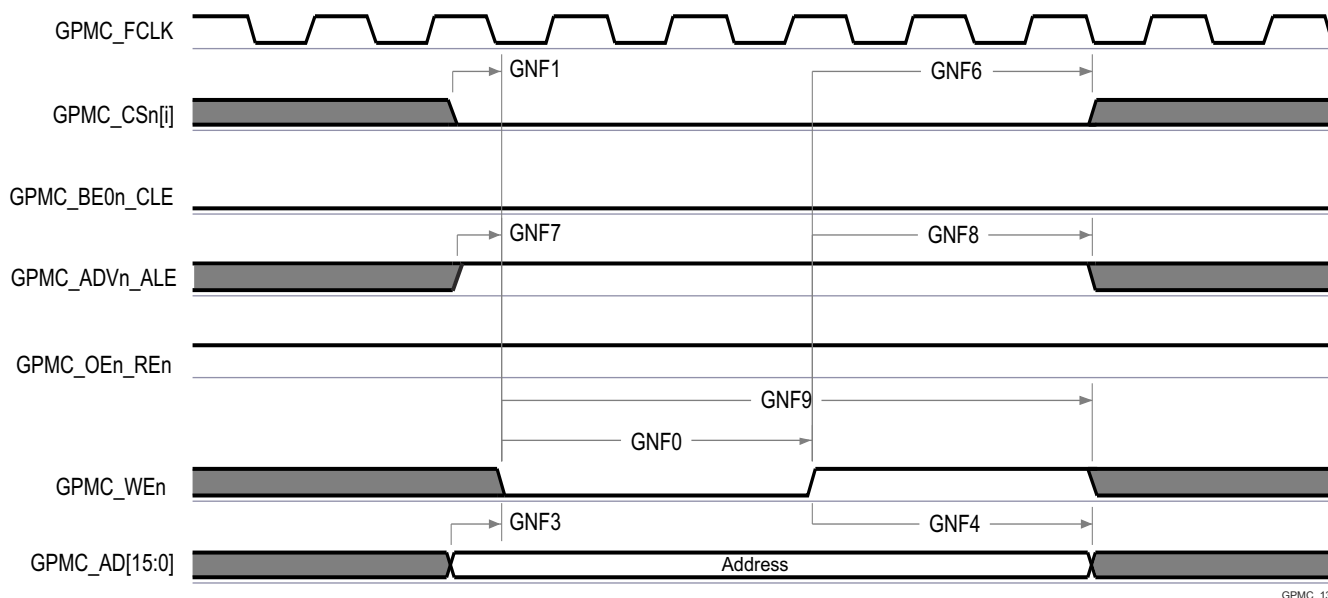 GPMC_FCLK
GNF1
GNF6
GPMC_CSn[i]
GPMC_BE0n_CLE
GNF7
GNF8
GPMC_ADVn_ALE
GPMC_OEn_REn
GNF9
GNF0
GPMC_WEn
GNF3
GNF4
GPMC_AD[15:0]
Address